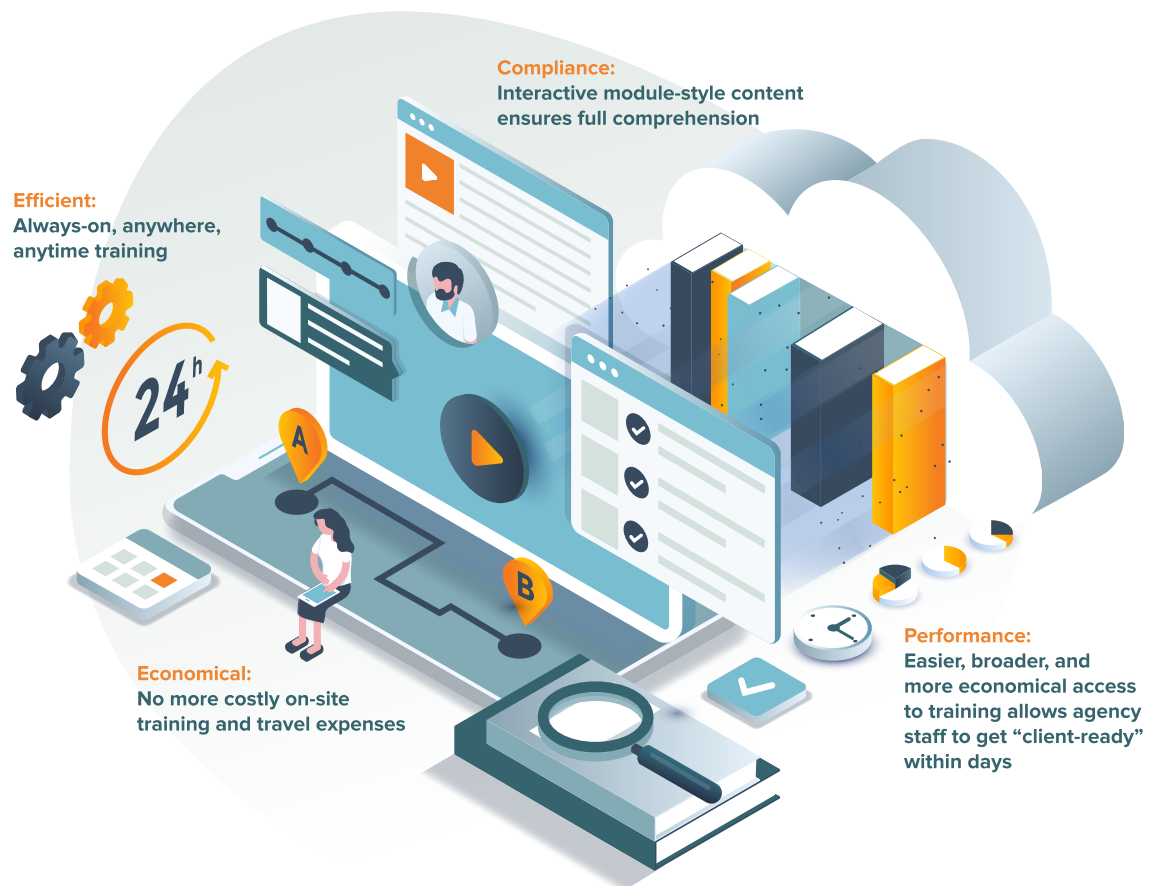 Compliance:
Interactive module-style content
ensures full comprehension
Efficient:
Always-on, anywhere,
anytime training
24h
A
B
Economical:
No more costly on-site
training and travel expenses
Performance:
Easier, broader, and
more economical access
to training allows agency
staff to get “client-ready”
within days